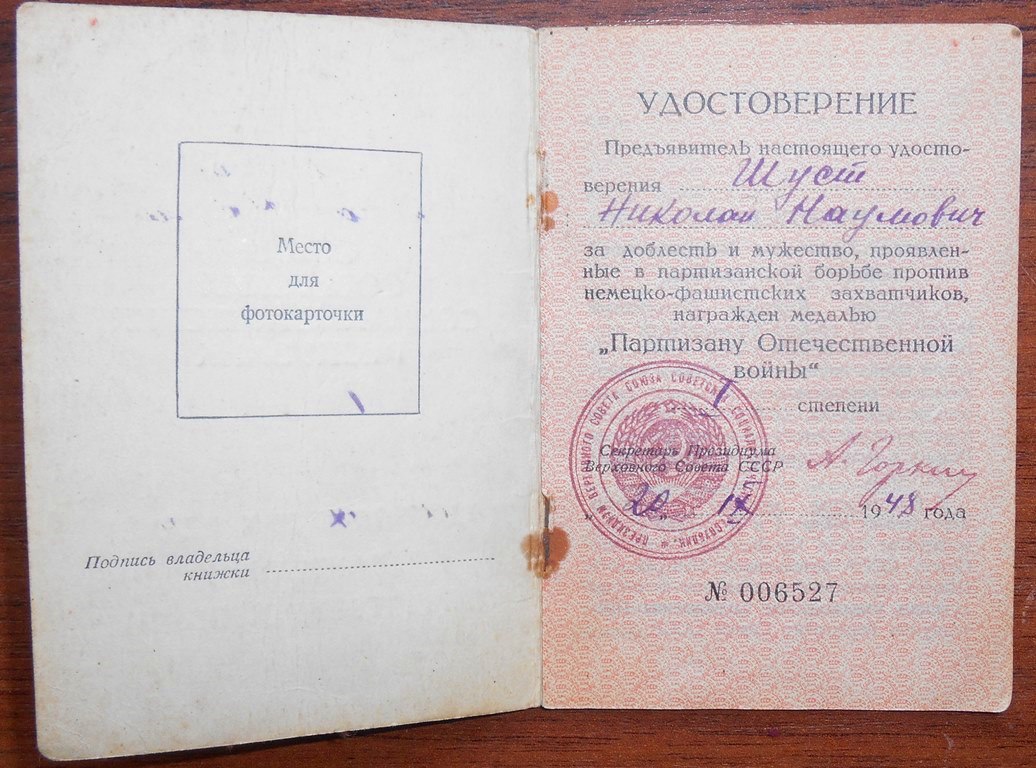 Место
для
фотокарточки
Подпись владельца
книжки
УДОСТОВЕРЕНИЕ
Предъявитель настоящего удосто-
верения Шуст
Николай Наумович
за доблесть и мужество, проявлен-
ные в партизанской борьбе против
немецко-фашистских захватчиков,
награжден медалью
„Партизану Отечественной
войны“
I степени
Секретарь Президиума
Верховного Совета СССР А. Горкин
20 IX 1948 года
№ 006527